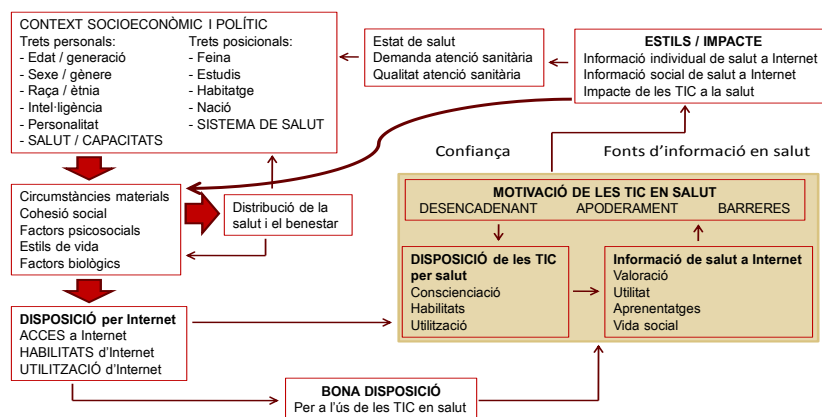 CONTEXT SOCIOECONÒMIC I POLÍTIC
Trets personals:
- Edat / generació
- Sexe / gènere
- Raça / ètnia
- Intel·ligència
- Personalitat
- SALUT / CAPACITATS
Trets posicionals:
- Feina
- Estudis
- Habitatge
- Nació
- SISTEMA DE SALUT
Estat de salut
Demanda atenció sanitària
Qualitat atenció sanitària
ESTILS / IMPACTE
Informació individual de salut a Internet
Informació social de salut a Internet
Impacte de les TIC a la salut
Confiança
Fonts d'informació en salut
Circumstàncies materials
Cohesió social
Factors psicosocials
Estils de vida
Factors biològics
Distribució de la
salut i el benestar
MOTIVACIÓ DE LES TIC EN SALUT
DESENCADENANT APODERAMENT BARRERES
DISPOSICIÓ de les TIC
per salut
Conscienciació
Habilitats
Utilització
Informació de salut a Internet
Valoració
Utilitat
Aprenentatges
Vida social
DISPOSICIÓ per Internet
ACCES a Internet
HABILITATS d'Internet
UTILITZACIÓ d'Internet
BONA DISPOSICIÓ
Per a l'ús de les TIC en salut